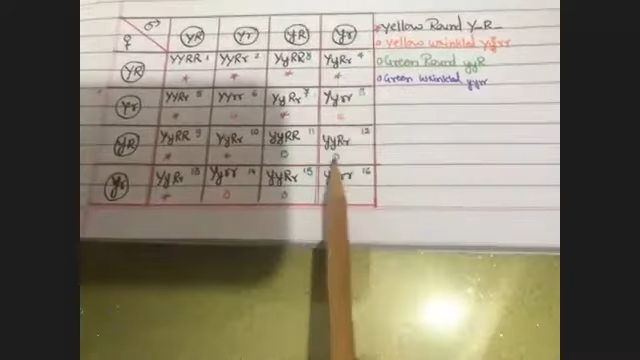 ♂
♀
YR Yr yR yr
YR YYRR 1 YYRr 2 YyRR 3 YyRr 4
Yr YYRr 5 YYrr 6 YyRr 7 Yyrr 8
yR YyRR 9 YyRr 10 yyRR 11 yyRr 12
yr YyRr 13 Yyrr 14 yyRr 15 yyrr 16
* Yellow Round Y_R_
o Yellow wrinkled
o Green Round yyR
o Green wrinkled yyrr